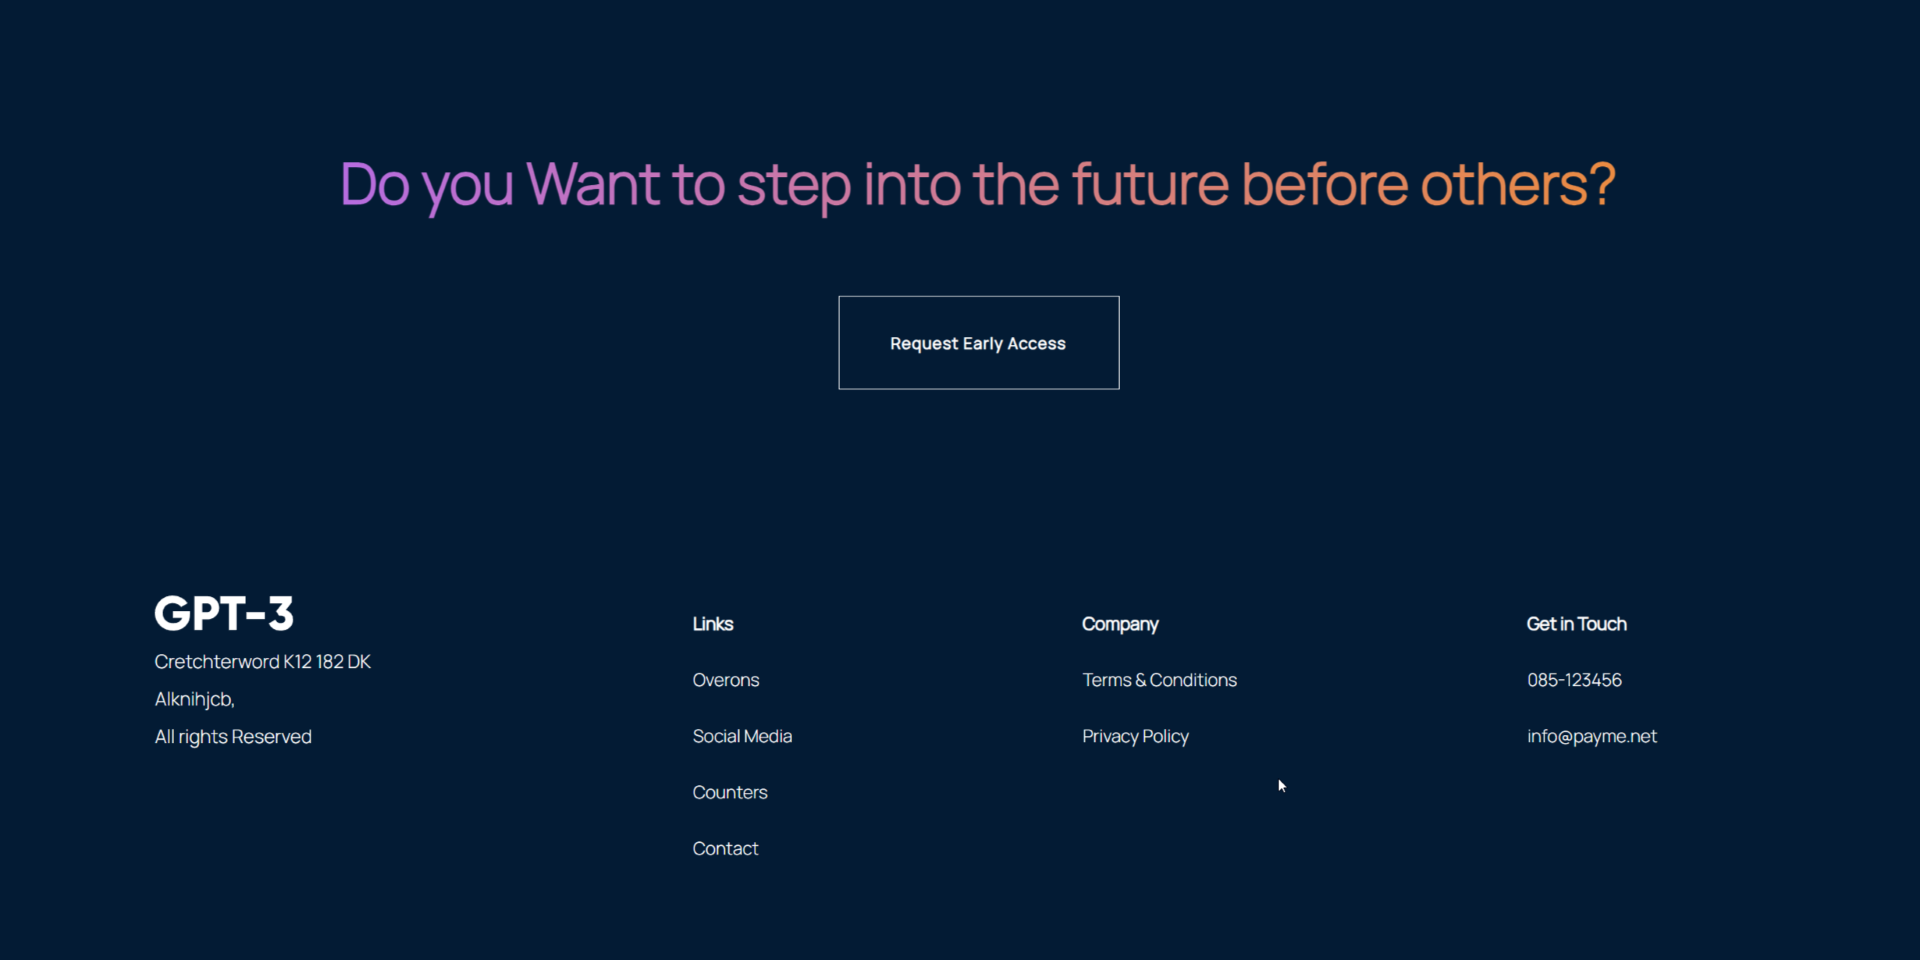 Do you Want to step into the future before others?
Request Early Access
GPT-3
Cretchterword K12 182 DK
Alknihjcb,
All rights Reserved
Links
Overons
Social Media
Counters
Contact
Company
Terms & Conditions
Privacy Policy
Get in Touch
085-123456
info@payme.net